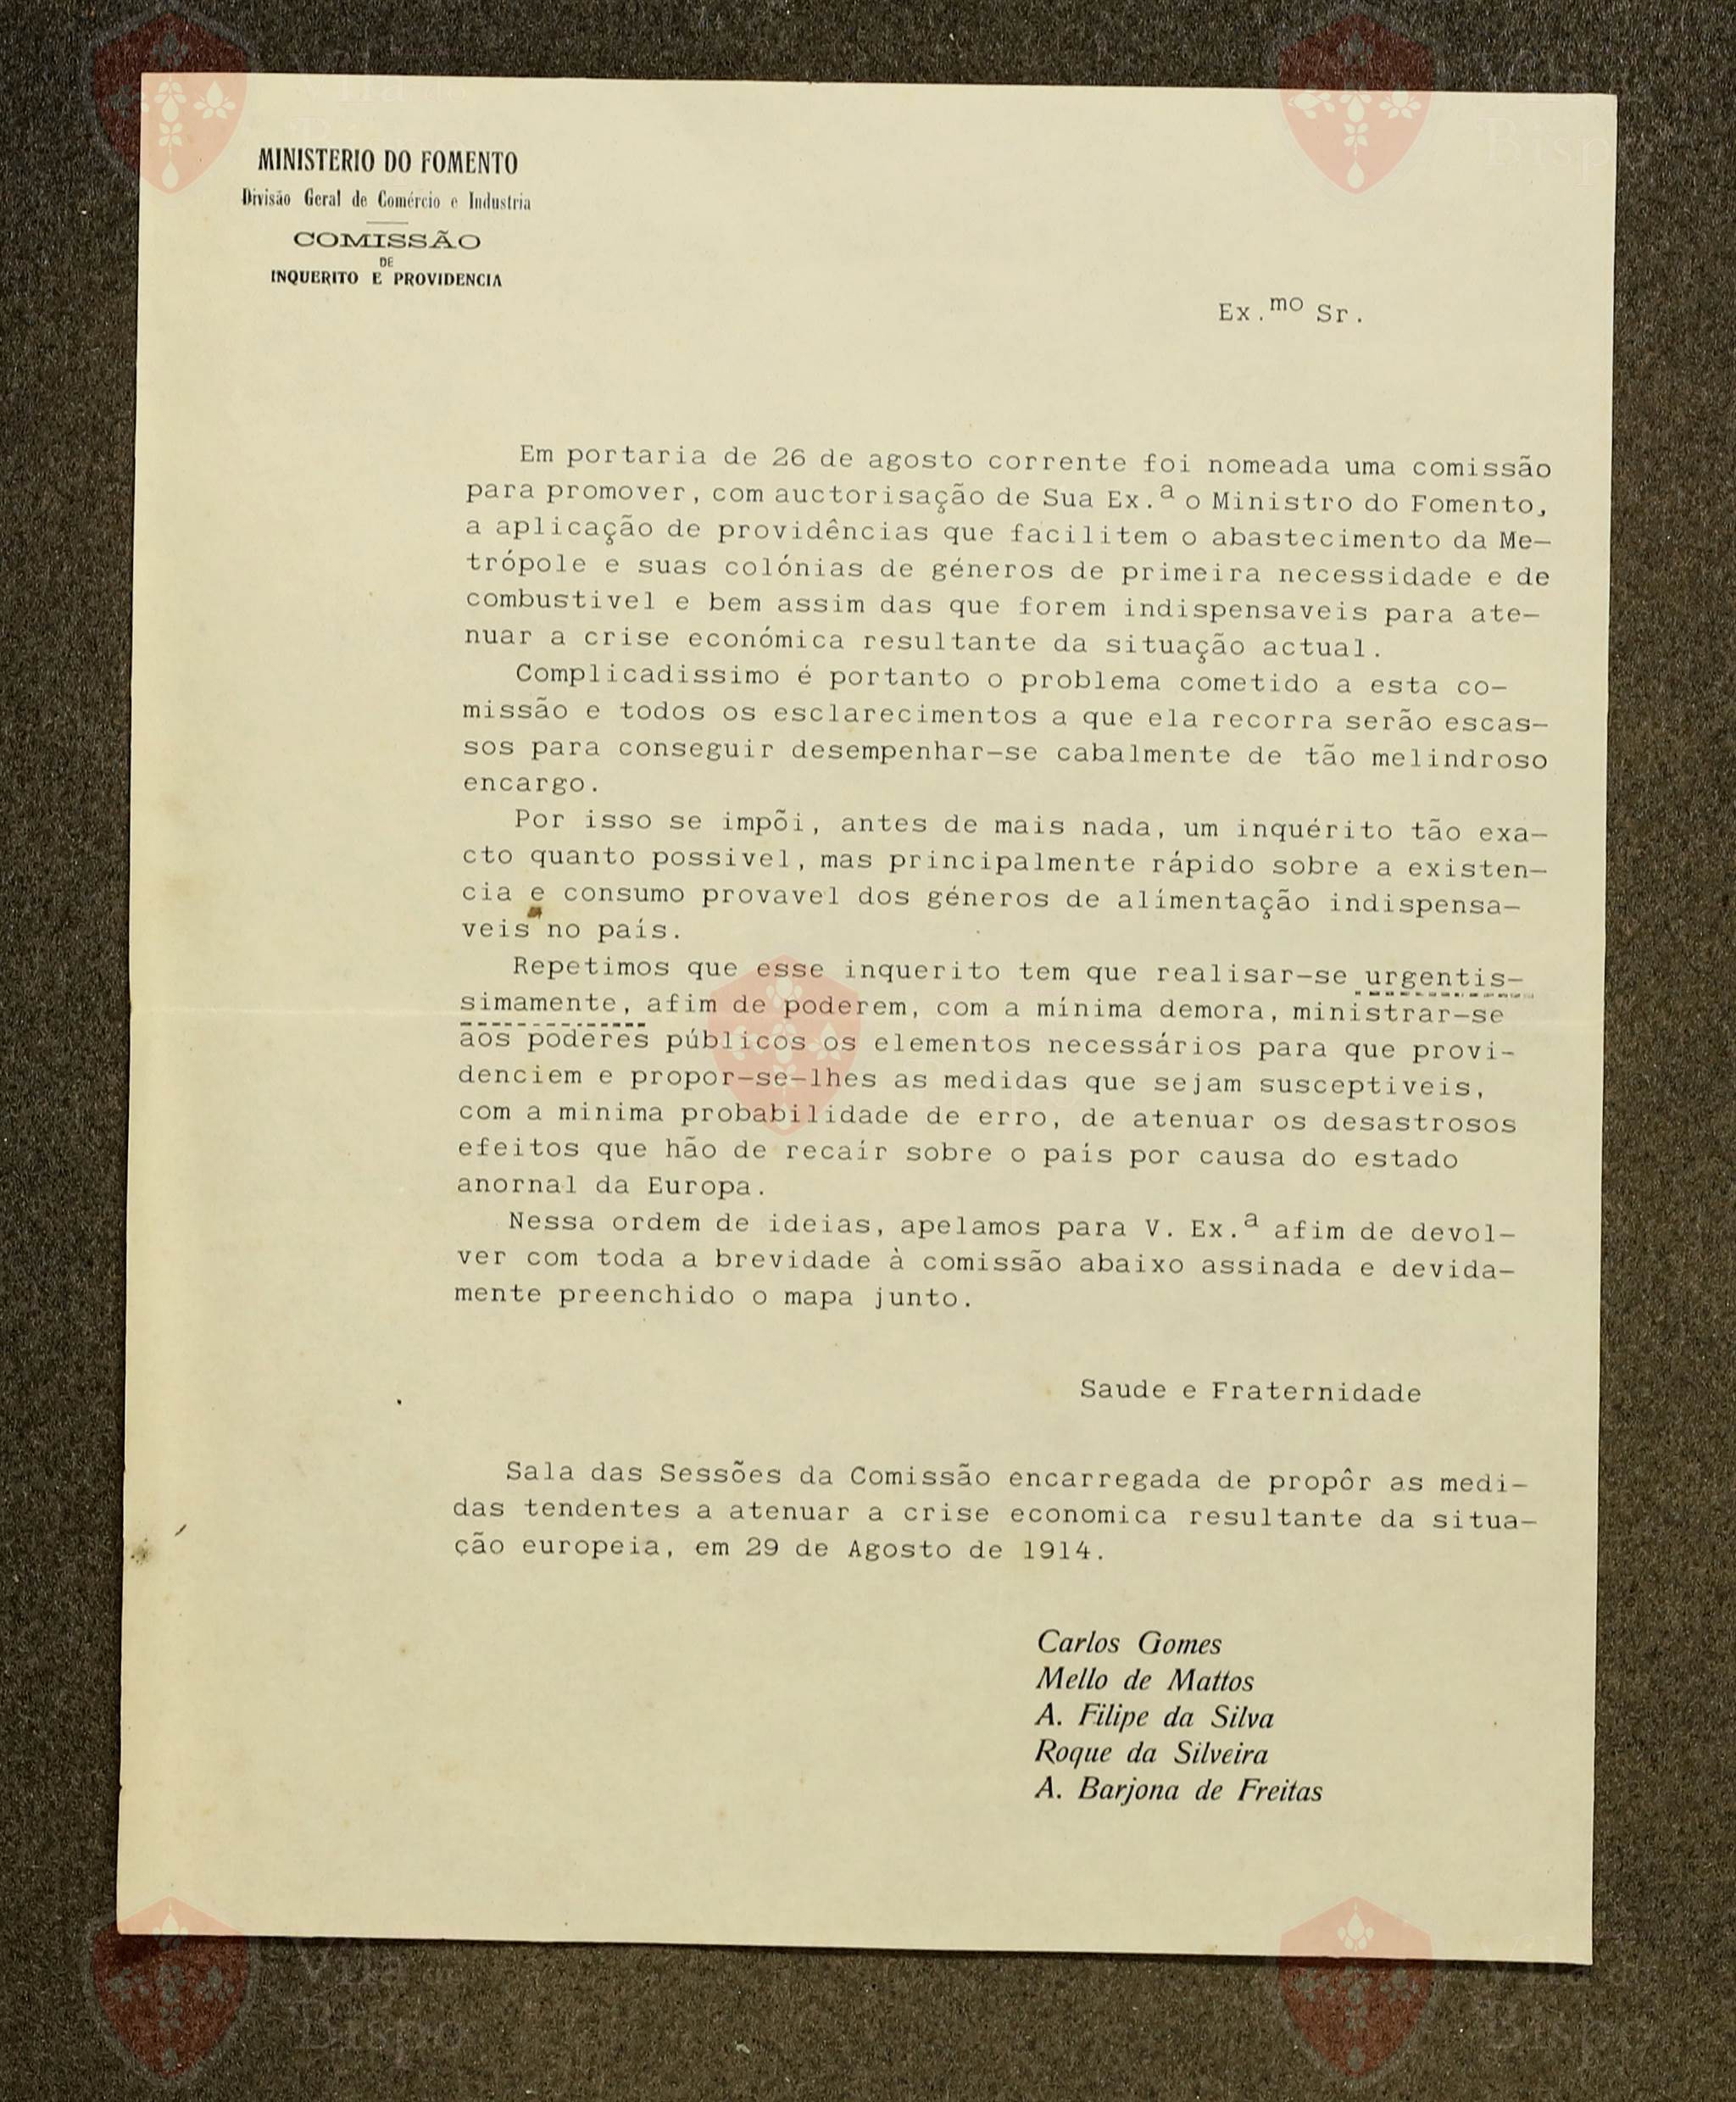 MINISTERIO DO FOMENTO
Divisão Geral de Comércio e Industria
COMISSÃO
DE
INQUERITO E PROVIDENCIA
Ex.mo Sr.
Em portaria de 26 de agosto corrente foi nomeada uma comissão
para promover, com auctorisação de Sua Ex.a o Ministro do Fomento,
a aplicação de providências que facilitem o abastecimento da Me-
trópole e suas colónias de géneros de primeira necessidade e de
combustivel e bem assim das que forem indispensaveis para ate-
nuar a crise económica resultante da situação actual.
Complicadissimo é portanto o problema cometido a esta co-
missão e todos os esclarecimentos a que ela recorra serão escas-
sos para conseguir desempenhar-se cabalmente de tão melindroso
encargo.
Por isso se impõi, antes de mais nada, um inquérito tão exa-
cto quanto possivel, mas principalmente rápido sobre a existen-
cia e consumo provavel dos géneros de alímentação indispensa-
veis no país.
Repetimos que esse inquerito tem que realisar-se urgentis-
simamente, afim de poderem, com a mínima demora, ministrar-se
aos poderes públicos os elementos necessários para que provi-
denciem e propor-se-lhes as medidas que sejam susceptiveis,
com a minima probabilidade de erro, de atenuar os desastrosos
efeitos que hão de recaír sobre o país por causa do estado
anornal da Europa.
Nessa ordem de ideias, apelamos para V. Ex.a afim de devol-
ver com toda a brevidade à comissão abaixo assinada e devida-
mente preenchido o mapa junto.
Saude e Fraternidade
Sala das Sessões da Comissão encarregada de propôr as medi-
das tendentes a atenuar a crise economica resultante da situa-
ção europeia, em 29 de Agosto de 1914.
Carlos Gomes
Mello de Mattos
A. Filipe da Silva
Roque da Silveira
A. Barjona de Freitas
Vila do
Bispo